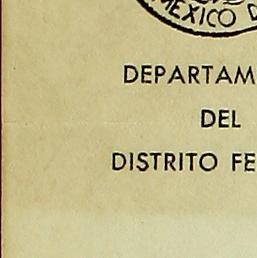 MEXICO D
DEPARTAM
DEL
DISTRITO FE